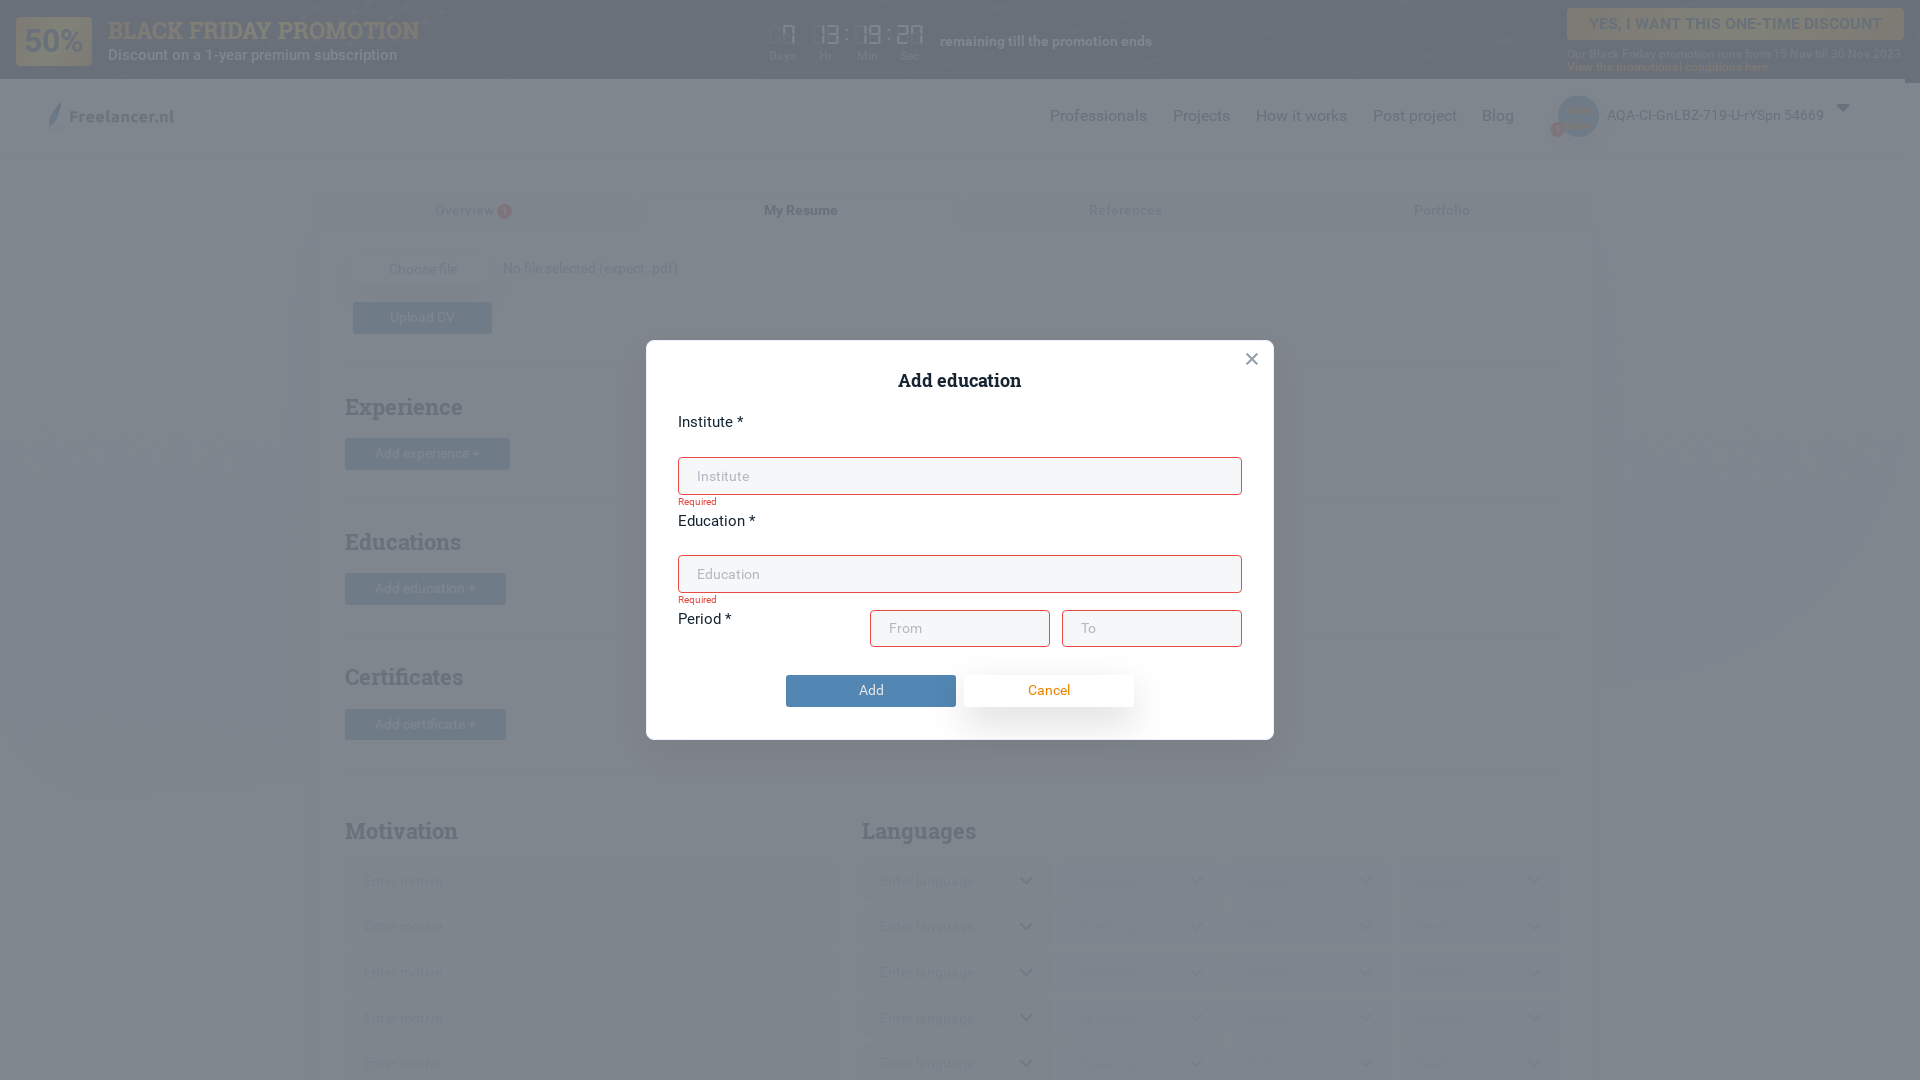 50%
BLACK FRIDAY PROMOTION
Discount on a 1-year premium subscription
7 13 : 19 : 27
Days Hr Min Sec
remaining till the promotion ends
YES, I WANT THIS ONE-TIME DISCOUNT
Our Black Friday promotion runs from 15 Nov till 30 Nov 2023.
View the promotional conditions here
Freelancer.nl
Professionals
Projects
How it works
Post project
Blog
AQA-CI-GnLBZ-719-U-rYSpn 54669
Overview
My Resume
References
Portfolio
Choose file
No file selected (expect .pdf)
Upload CV
Experience
Add experience +
Educations
Add education +
Certificates
Add certificate +
Add education
Institute *
Institute
Required
Education *
Education
Required
Period *
From
To
Add
Cancel
Motivation
Languages
Enter motive
Enter language
Enter motive
Enter language
Enter motive
Enter language
Enter motive
Enter language
Enter motive
Enter language